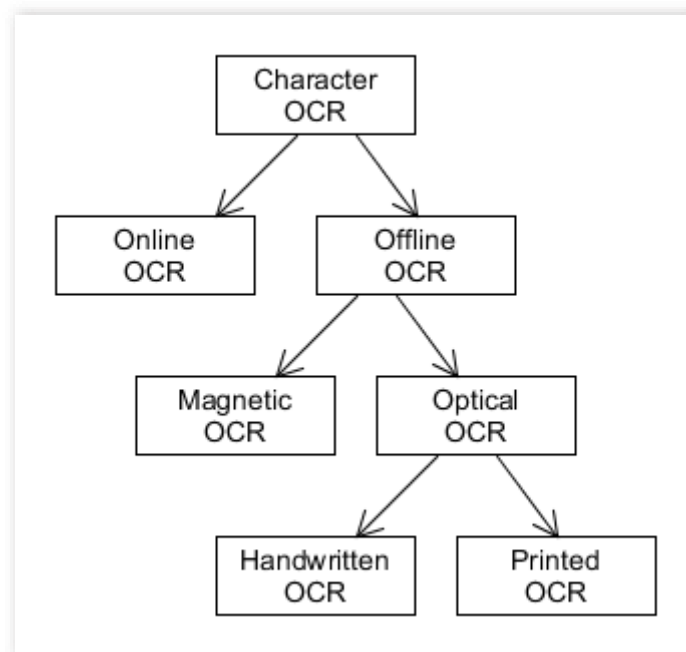 Character
OCR
Online
OCR
Offline
OCR
Magnetic
OCR
Optical
OCR
Handwritten
OCR
Printed
OCR